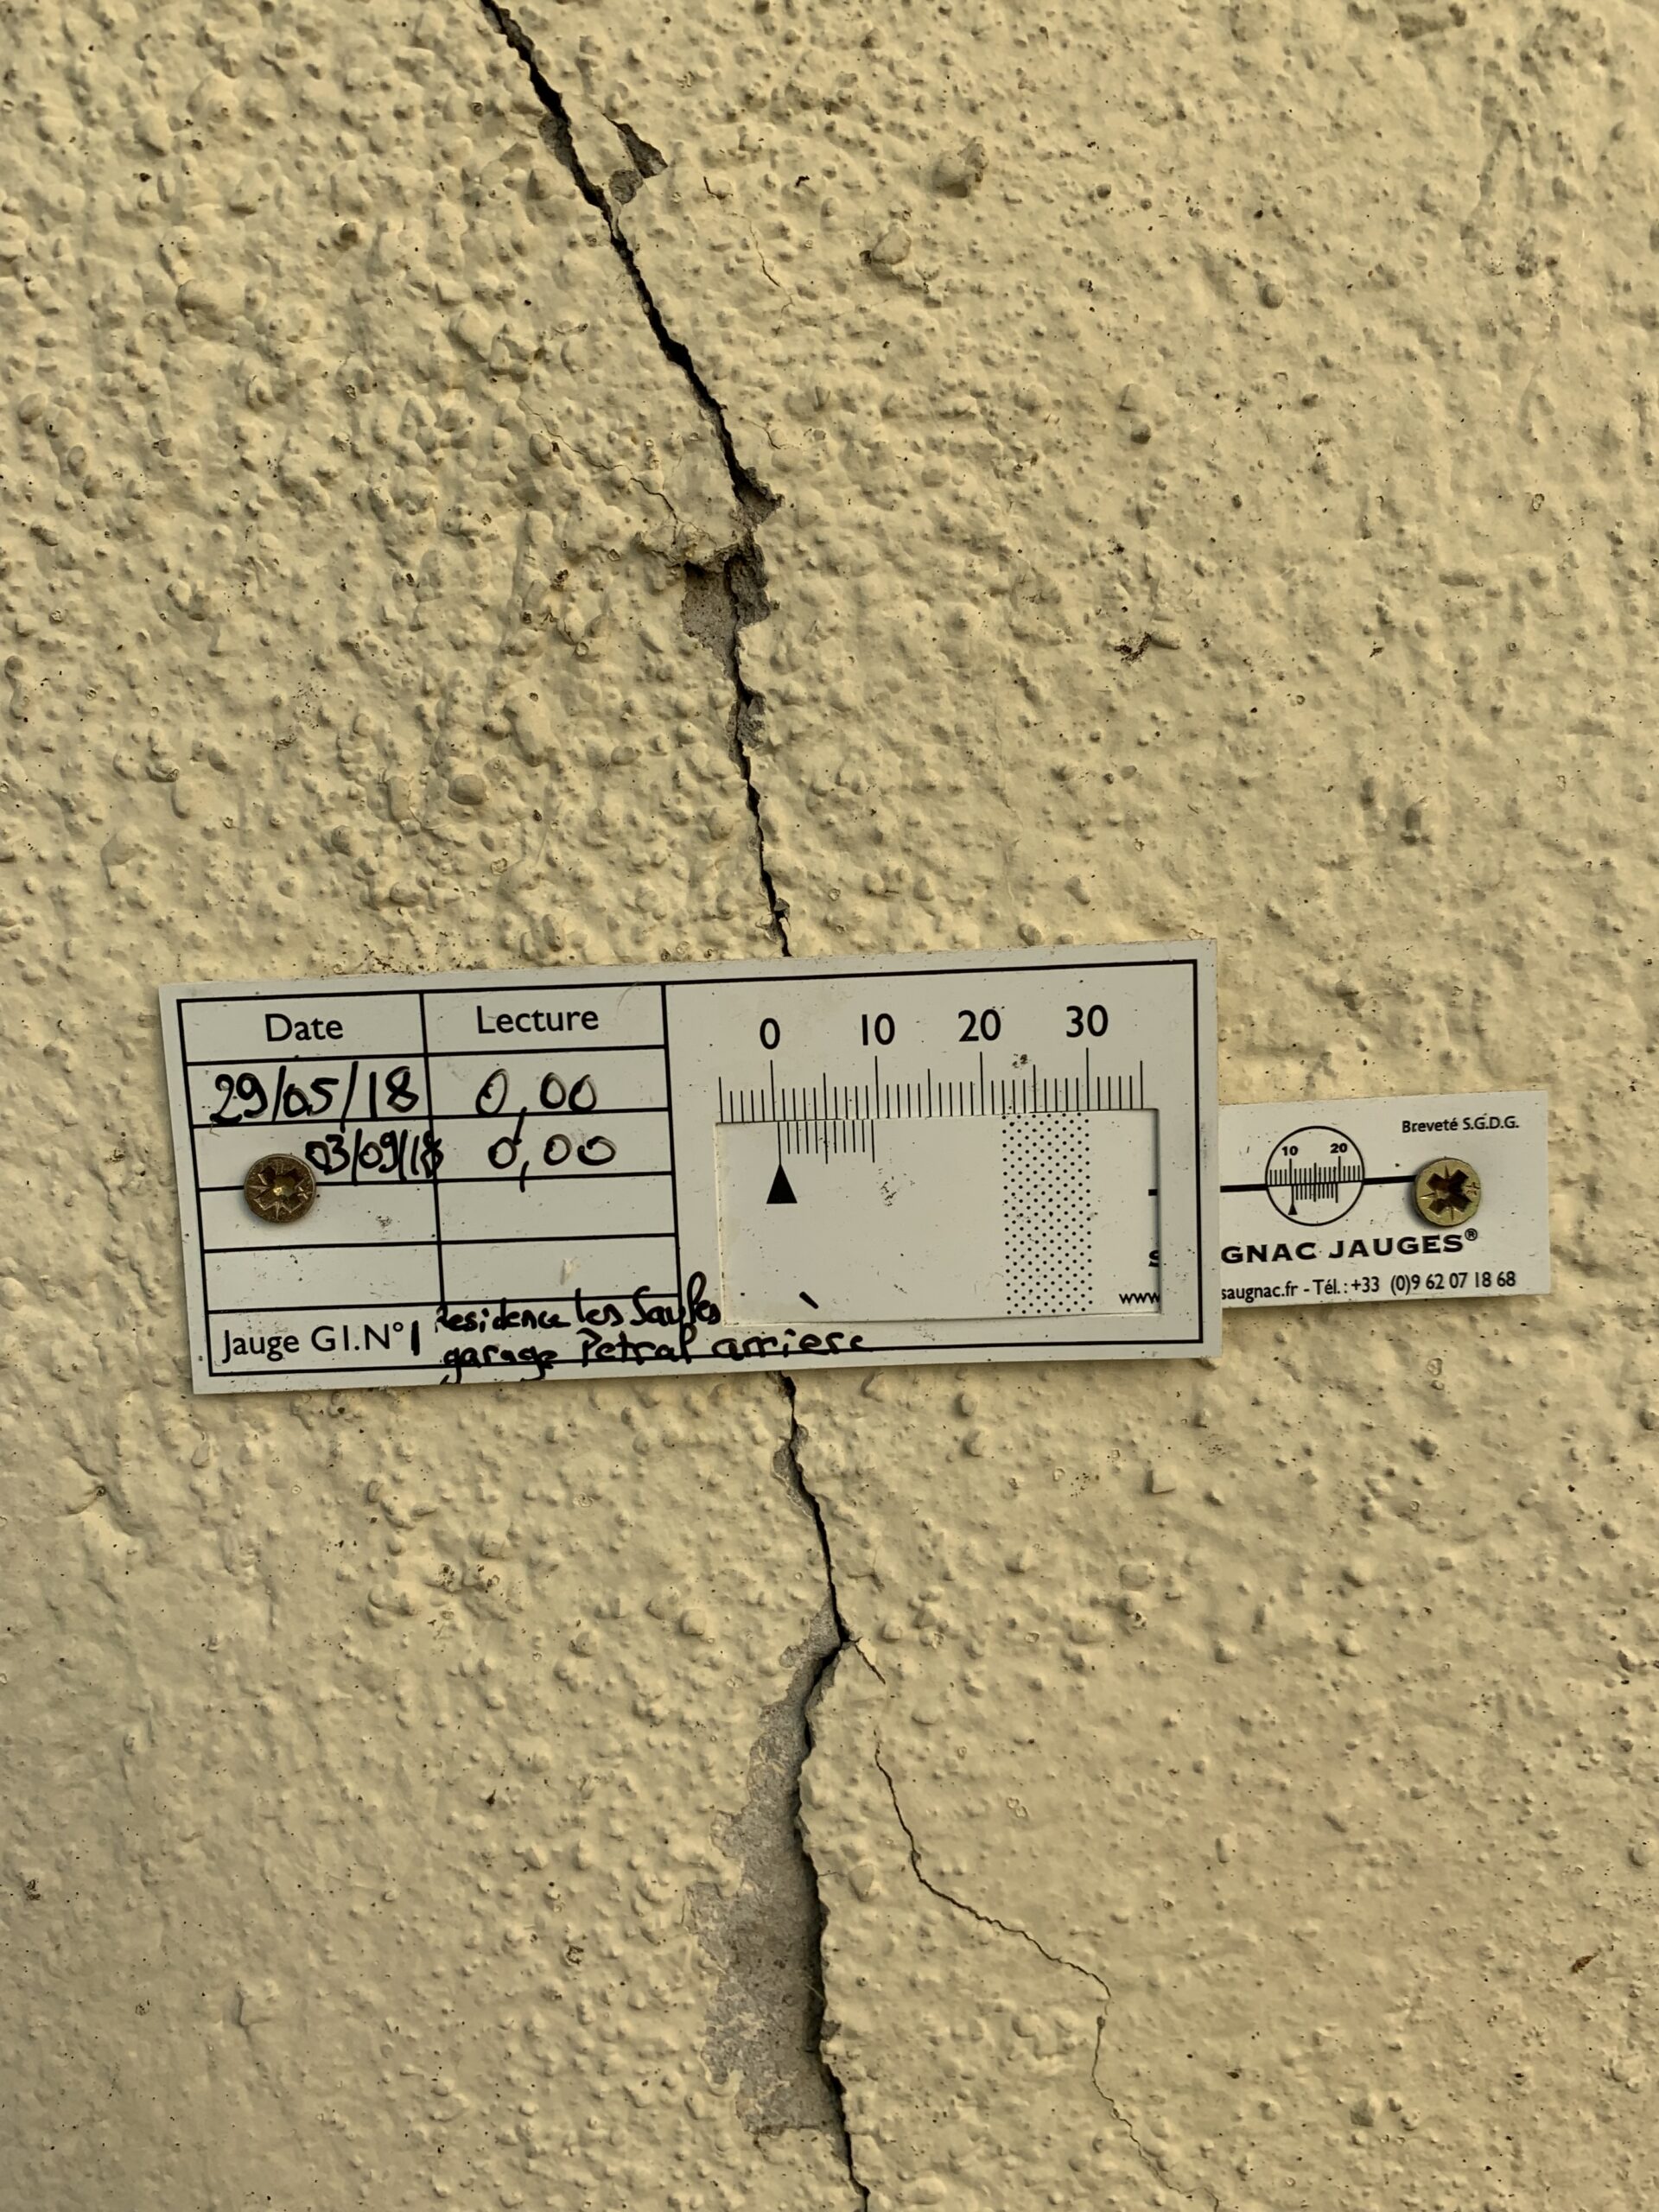 Date Lecture
29/05/18 0,00
03/09/18 0,00
0 10 20 30
Jauge G1.N°1 Residence les Saules
garage Petral arrière
S
www
Breveté S.G.D.G.
10 20
GNAC JAUGES®
saugnac.fr - Tél. : +33 (0)9 62 07 18 68